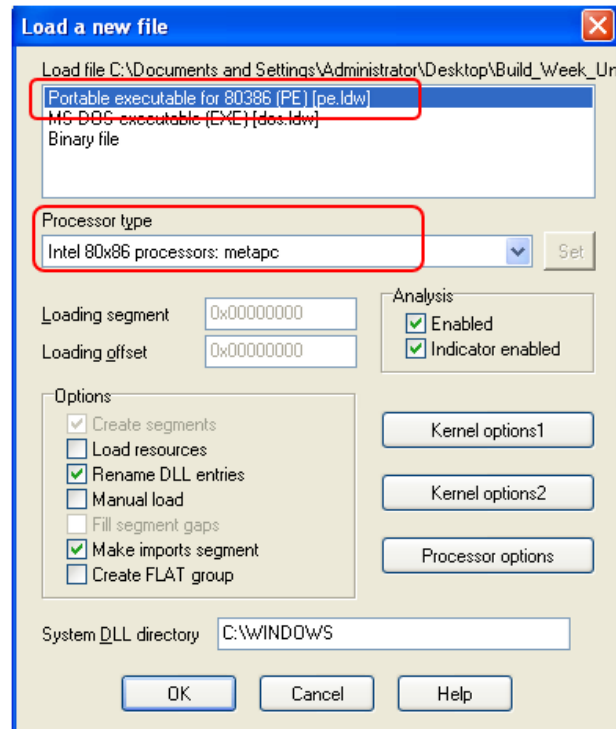 Load a new file
Load file C:\Documents and Settings\Administrator\Desktop\Build_Week_Un
Portable executable for 80386 (PE) [pe.ldw]
MS DOS executable (EXE) [dos.ldw]
Binary file
Processor type
Intel 80x86 processors: metapc
Set
Loading segment
0x00000000
Loading offset
0x00000000
Analysis
Enabled
Indicator enabled
Options
Create segments
Load resources
Rename DLL entries
Manual load
Fill segment gaps
Make imports segment
Create FLAT group
Kernel options1
Kernel options2
Processor options
System DLL directory
C:\WINDOWS
OK
Cancel
Help